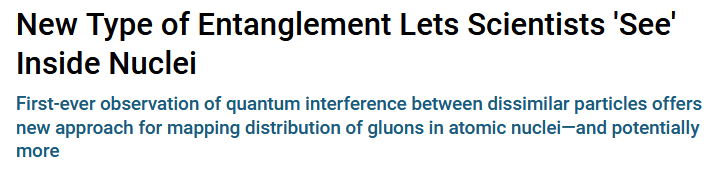 New Type of Entanglement Lets Scientists 'See'
Inside Nuclei
First-ever observation of quantum interference between dissimilar particles offers
new approach for mapping distribution of gluons in atomic nuclei—and potentially
more